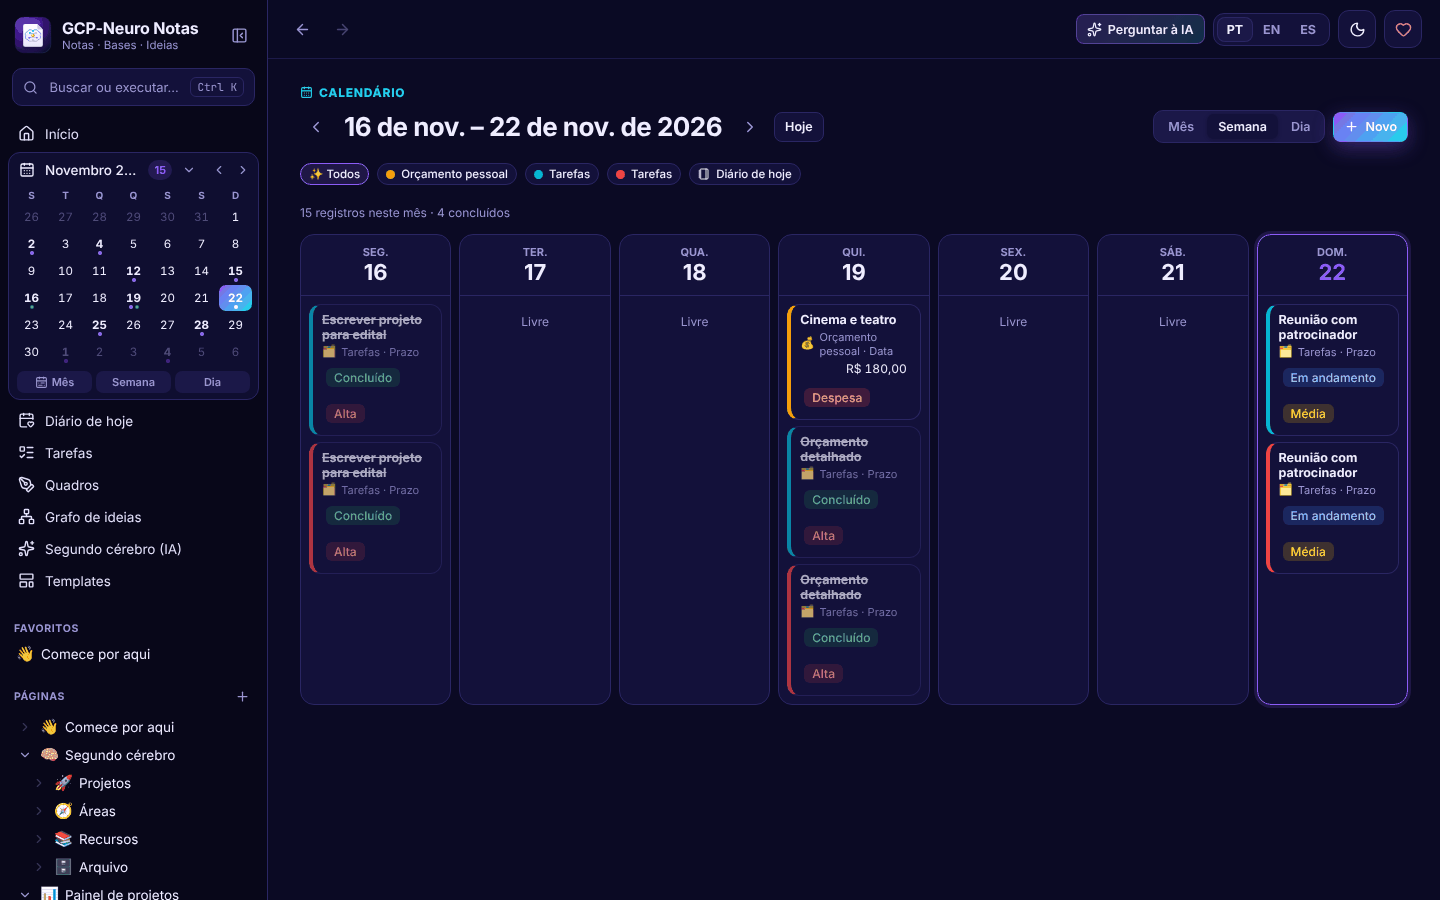 GCP-Neuro Notas
Notas · Bases · Ideias
Buscar ou executar... Ctrl K
Início
Novembro 2... 15
S T Q Q S S D
26 27 28 29 30 31 1
2 3 4 5 6 7 8
9 10 11 12 13 14 15
16 17 18 19 20 21 22
23 24 25 26 27 28 29
30 1 2 3 4 5 6
Mês Semana Dia
Diário de hoje
Tarefas
Quadros
Grafo de ideias
Segundo cérebro (IA)
Templates
FAVORITOS
Comece por aqui
PÁGINAS
Comece por aqui
Segundo cérebro
Projetos
Áreas
Recursos
Arquivo
Painel de projetos
Perguntar à IA PT EN ES
CALENDÁRIO
16 de nov. – 22 de nov. de 2026 Hoje Mês Semana Dia + Novo
Todos Orçamento pessoal Tarefas Tarefas Diário de hoje
15 registros neste mês · 4 concluídos
SEG.
16
Escrever projeto
para edital
Tarefas · Prazo
Concluído
Alta
Escrever projeto
para edital
Tarefas · Prazo
Concluído
Alta
TER.
17
Livre
QUA.
18
Livre
QUI.
19
Cinema e teatro
Orçamento
pessoal · Data
R$ 180,00
Despesa
Orçamento
detalhado
Tarefas · Prazo
Concluído
Alta
Orçamento
detalhado
Tarefas · Prazo
Concluído
Alta
SEX.
20
Livre
SÁB.
21
Livre
DOM.
22
Reunião com
patrocinador
Tarefas · Prazo
Em andamento
Média
Reunião com
patrocinador
Tarefas · Prazo
Em andamento
Média